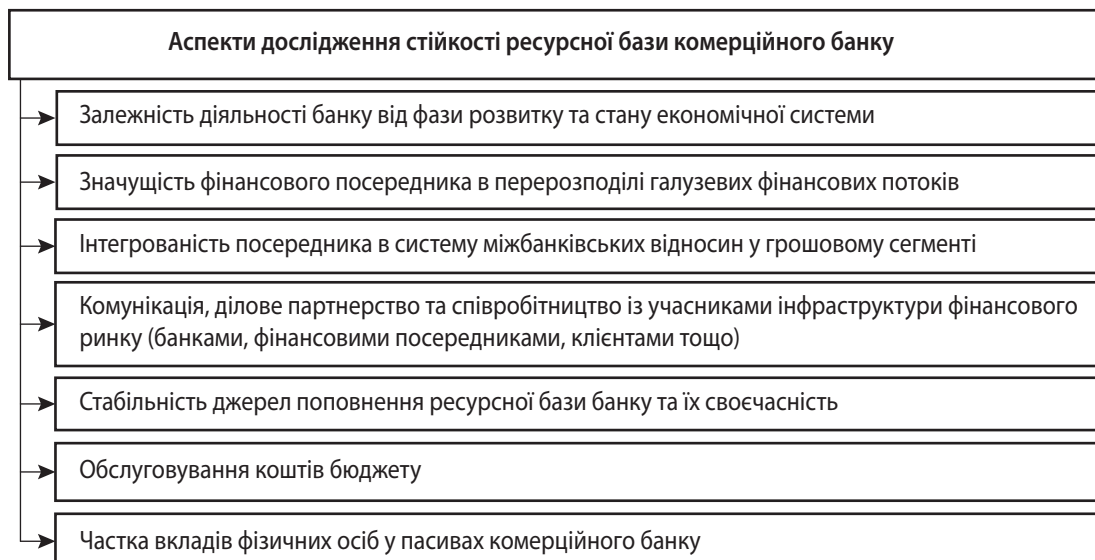 Аспекти дослідження стійкості ресурсної бази комерційного банку
Залежність діяльності банку від фази розвитку та стану економічної системи
Значущість фінансового посередника в перерозподілі галузевих фінансових потоків
Інтегрованість посередника в систему міжбанківських відносин у грошовому сегменті
Комунікація, ділове партнерство та співробітництво із учасниками інфраструктури фінансового
ринку (банками, фінансовими посередниками, клієнтами тощо)
Стабільність джерел поповнення ресурсної бази банку та їх своєчасність
Обслуговування коштів бюджету
Частка вкладів фізичних осіб у пасивах комерційного банку